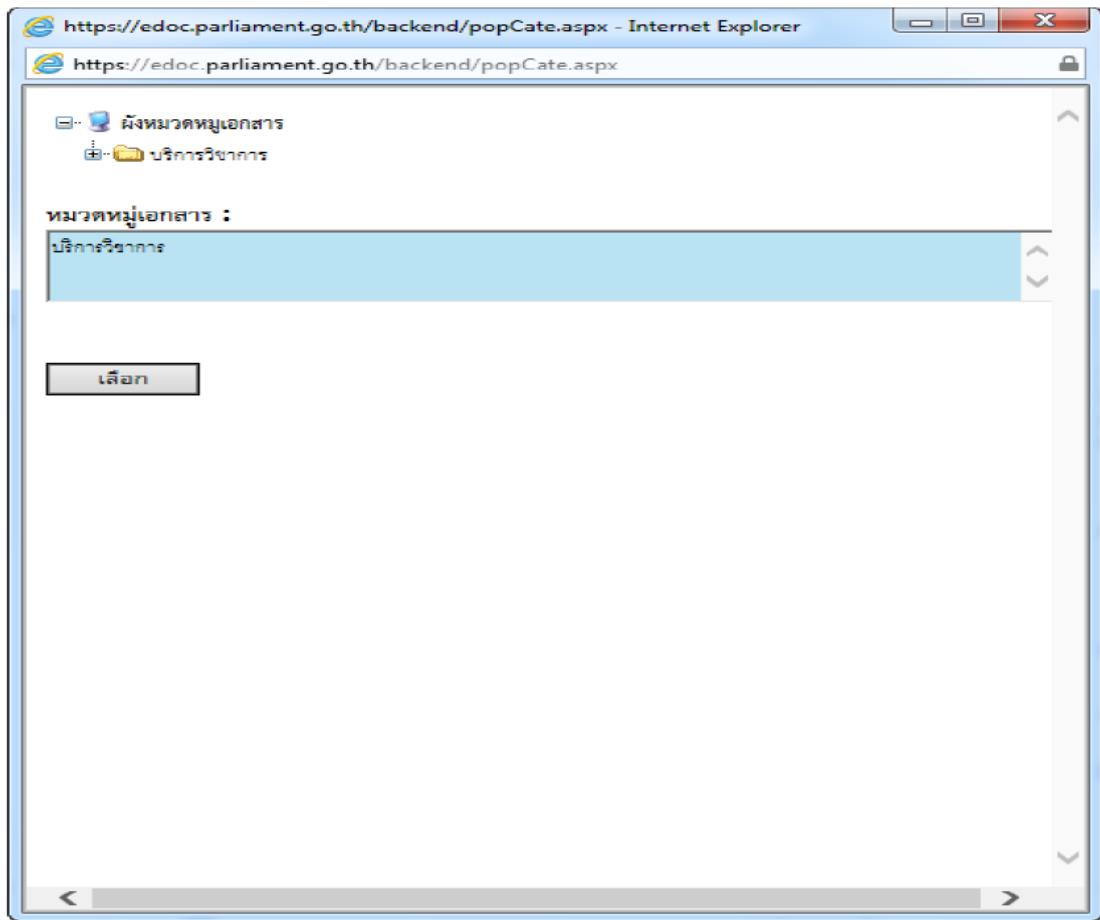 https://edoc.parliament.go.th/backend/popCate.aspx - Internet Explorer
https://edoc.parliament.go.th/backend/popCate.aspx
ผังหมวดหมูเอกสาร
บริการวิชาการ
หมวดหมู่เอกสาร :
บริการวิชาการ
เลือก